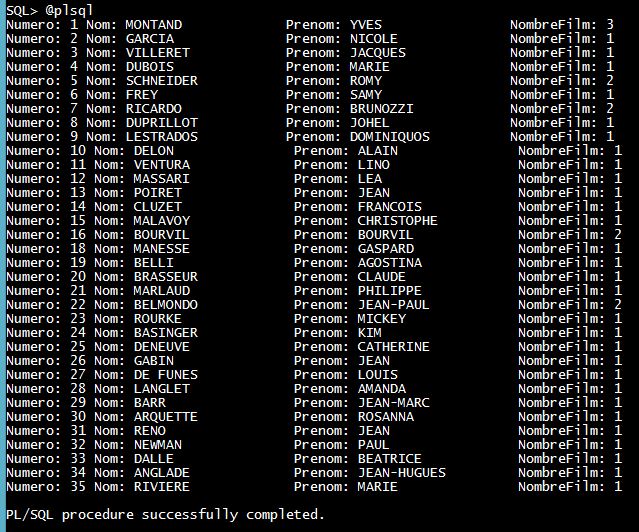 SQL> @plsql
Numero: 1 Nom: MONTAND Prenom: YVES NombreFilm: 3
Numero: 2 Nom: GARCIA Prenom: NICOLE NombreFilm: 1
Numero: 3 Nom: VILLERET Prenom: JACQUES NombreFilm: 1
Numero: 4 Nom: DUBOIS Prenom: MARIE NombreFilm: 1
Numero: 5 Nom: SCHNEIDER Prenom: ROMY NombreFilm: 2
Numero: 6 Nom: FREY Prenom: SAMY NombreFilm: 1
Numero: 7 Nom: RICARDO Prenom: BRUNOZZI NombreFilm: 2
Numero: 8 Nom: DUPRILLOT Prenom: JOHEL NombreFilm: 1
Numero: 9 Nom: LESTRADOS Prenom: DOMINIQUOS NombreFilm: 1
Numero: 10 Nom: DELON Prenom: ALAIN NombreFilm: 1
Numero: 11 Nom: VENTURA Prenom: LINO NombreFilm: 1
Numero: 12 Nom: MASSARI Prenom: LEA NombreFilm: 1
Numero: 13 Nom: POIRET Prenom: JEAN NombreFilm: 1
Numero: 14 Nom: CLUZET Prenom: FRANCOIS NombreFilm: 1
Numero: 15 Nom: MALAVOY Prenom: CHRISTOPHE NombreFilm: 1
Numero: 16 Nom: BOURVIL Prenom: BOURVIL NombreFilm: 2
Numero: 18 Nom: MANESSE Prenom: GASPARD NombreFilm: 1
Numero: 19 Nom: BELLI Prenom: AGOSTINA NombreFilm: 1
Numero: 20 Nom: BRASSEUR Prenom: CLAUDE NombreFilm: 1
Numero: 21 Nom: MARLAUD Prenom: PHILIPPE NombreFilm: 1
Numero: 22 Nom: BELMONDO Prenom: JEAN-PAUL NombreFilm: 2
Numero: 23 Nom: ROURKE Prenom: MICKEY NombreFilm: 1
Numero: 24 Nom: BASINGER Prenom: KIM NombreFilm: 1
Numero: 25 Nom: DENEUVE Prenom: CATHERINE NombreFilm: 1
Numero: 26 Nom: GABIN Prenom: JEAN NombreFilm: 1
Numero: 27 Nom: DE FUNES Prenom: LOUIS NombreFilm: 1
Numero: 28 Nom: LANGLET Prenom: AMANDA NombreFilm: 1
Numero: 29 Nom: BARR Prenom: JEAN-MARC NombreFilm: 1
Numero: 30 Nom: ARQUETTE Prenom: ROSANNA NombreFilm: 1
Numero: 31 Nom: RENO Prenom: JEAN NombreFilm: 1
Numero: 32 Nom: NEWMAN Prenom: PAUL NombreFilm: 1
Numero: 33 Nom: DALLE Prenom: BEATRICE NombreFilm: 1
Numero: 34 Nom: ANGLADE Prenom: JEAN-HUGUES NombreFilm: 1
Numero: 35 Nom: RIVIERE Prenom: MARIE NombreFilm: 1
PL/SQL procedure successfully completed.